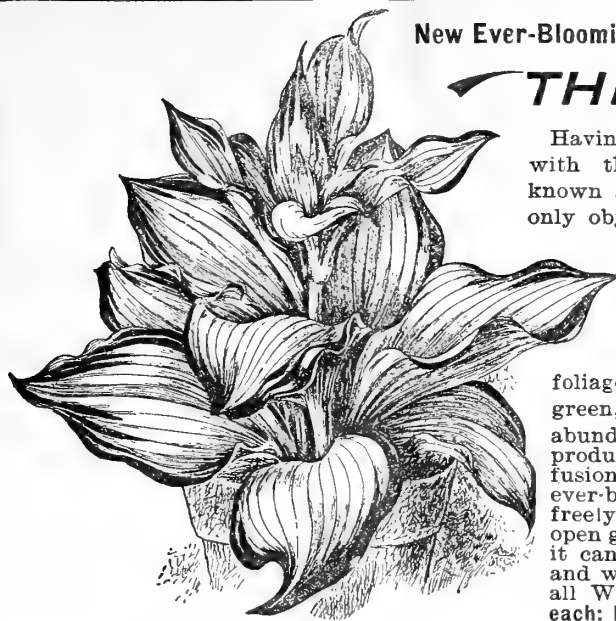 New Ever-Bloomi
THE
Havin
with th
known
only obj
foliage
green,
abund
produ
fusion
ever-b
freely
open g
it can
and w
all W
each: